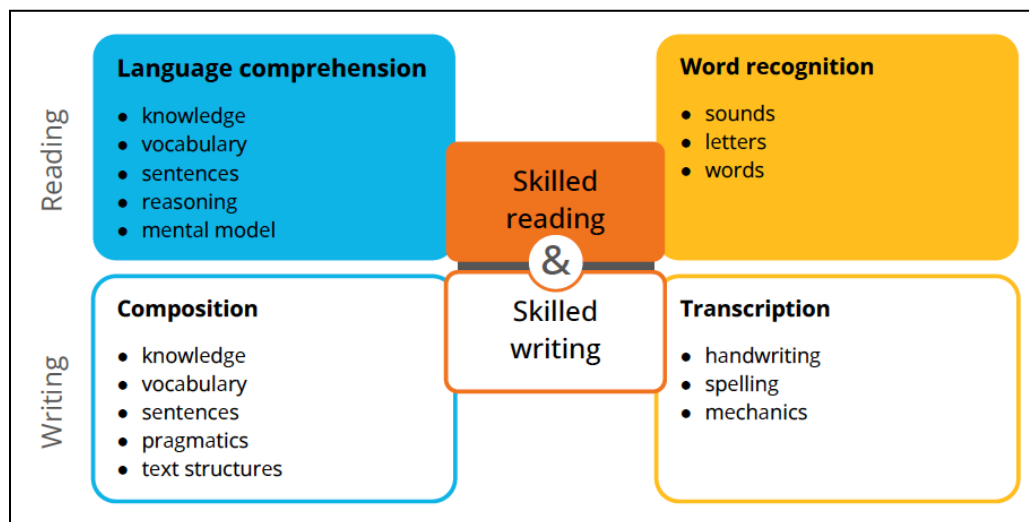 Reading
Language comprehension
● knowledge
● vocabulary
● sentences
● reasoning
● mental model
Skilled
reading
&
Word recognition
● sounds
● letters
● words
Writing
Composition
● knowledge
● vocabulary
● sentences
● pragmatics
● text structures
Skilled
writing
Transcription
● handwriting
● spelling
● mechanics